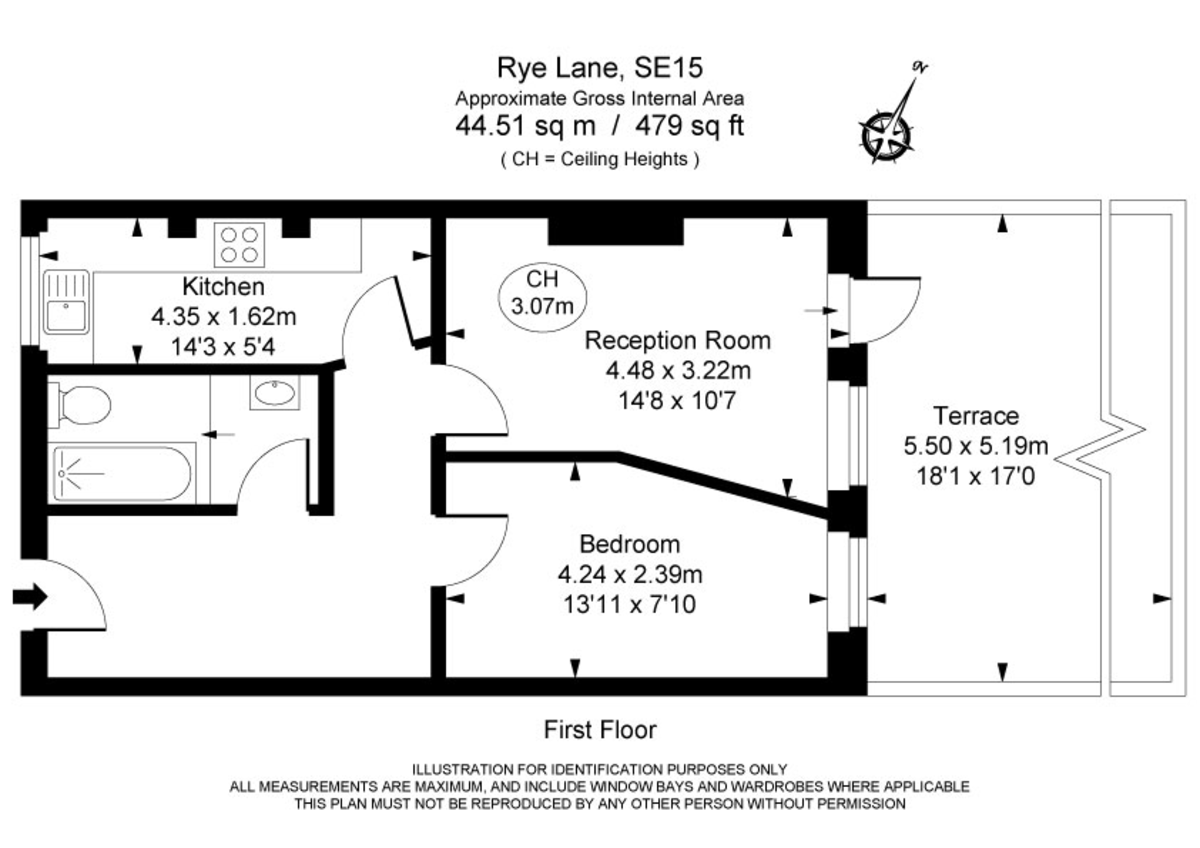 Rye Lane, SE15
Approximate Gross Internal Area
44.51 sq m / 479 sq ft
( CH = Ceiling Heights )
N
Kitchen
4.35 x 1.62m
14'3 x 5'4
CH
3.07m
Reception Room
4.48 x 3.22m
14'8 x 10'7
Terrace
5.50 x 5.19m
18'1 x 17'0
Bedroom
4.24 x 2.39m
13'11 x 7'10
First Floor
ILLUSTRATION FOR IDENTIFICATION PURPOSES ONLY
ALL MEASUREMENTS ARE MAXIMUM, AND INCLUDE WINDOW BAYS AND WARDROBES WHERE APPLICABLE
THIS PLAN MUST NOT BE REPRODUCED BY ANY OTHER PERSON WITHOUT PERMISSION